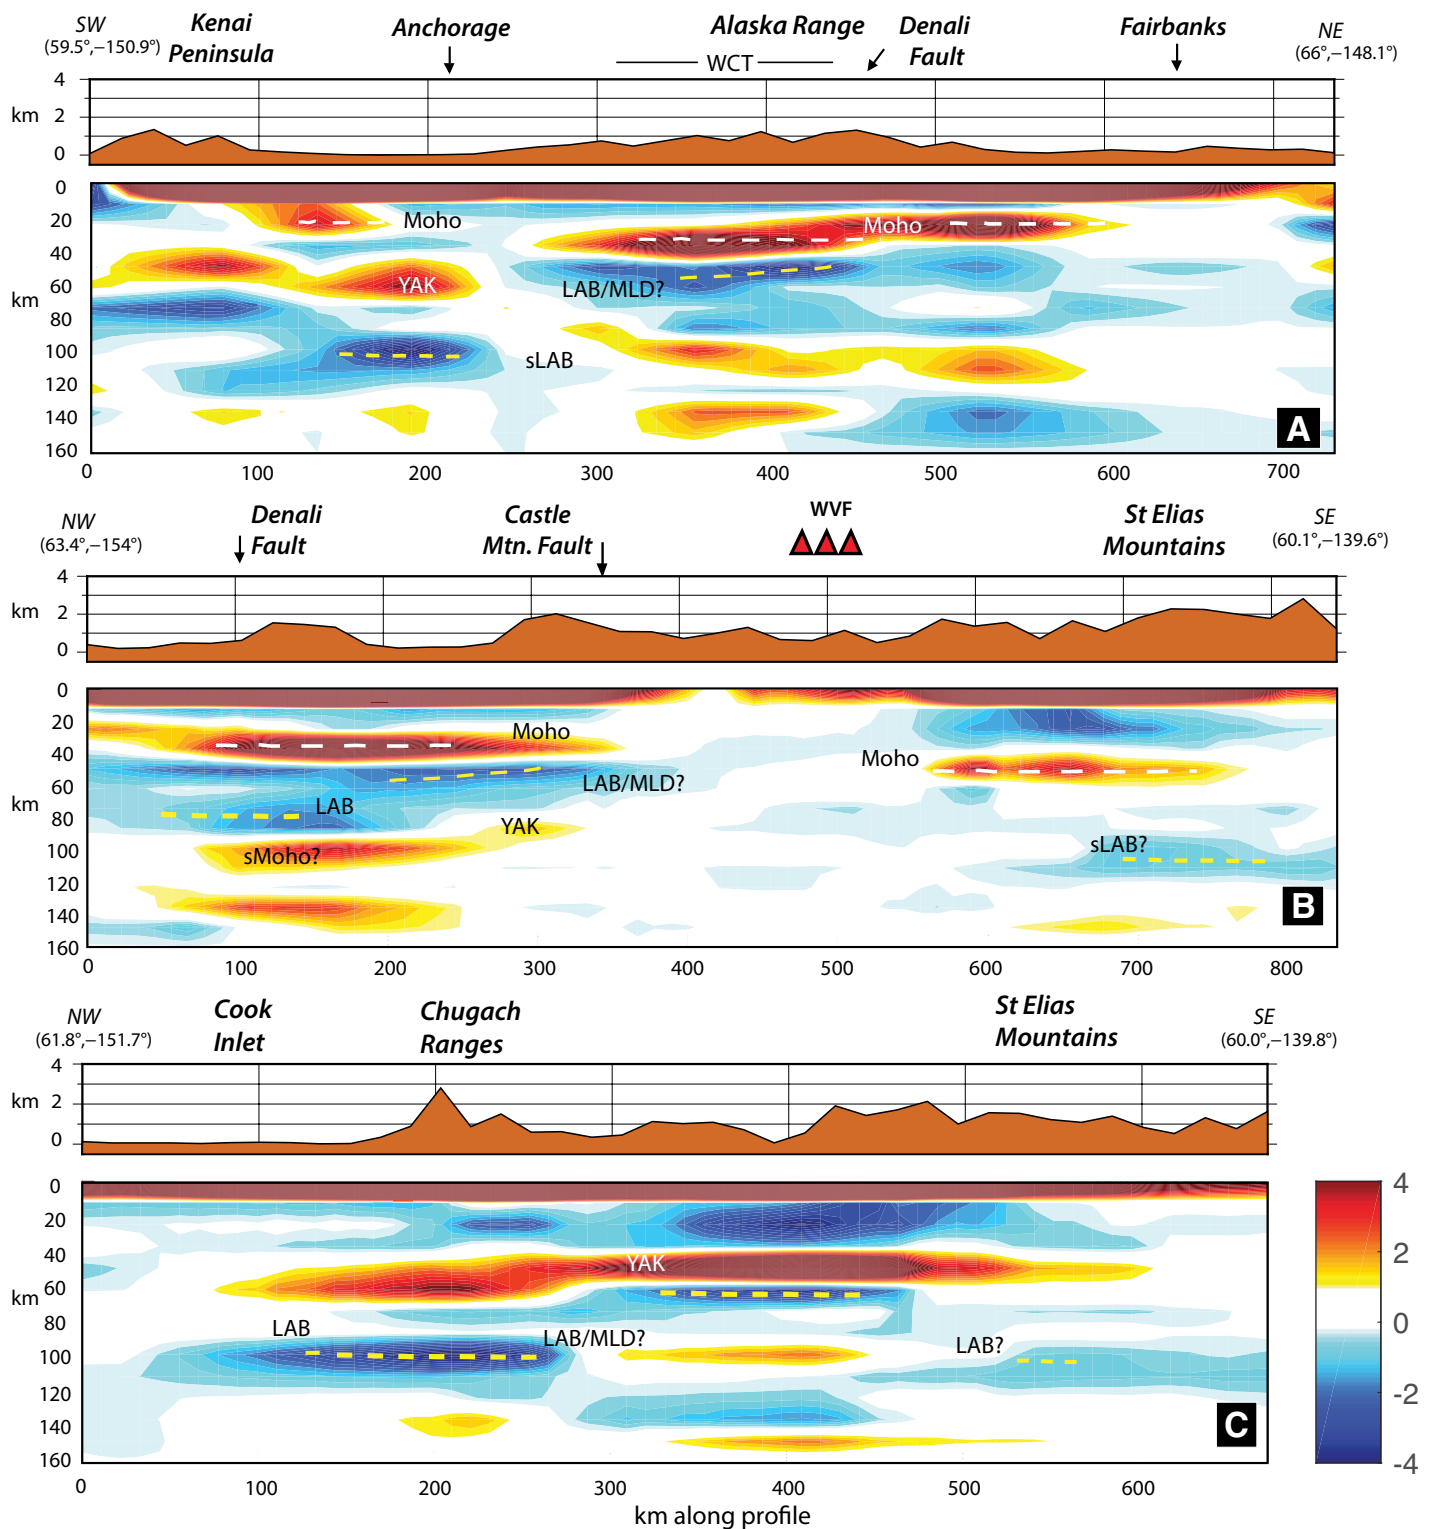 SW
(59.5°,−150.9°)
Kenai
Peninsula
Anchorage
Alaska Range
WCT
Denali
Fault
Fairbanks
NE
(66°,−148.1°)
4
km 2
0
0
20
40
km 60
80
100
120
140
160
Moho
YAK
LAB/MLD?
sLAB
Moho
A
0 100 200 300 400 500 600 700
NW
(63.4°,−154°)
Denali
Fault
Castle
Mtn. Fault
WVF
St Elias
Mountains
SE
(60.1°,−139.6°)
4
km 2
0
0
20
40
60
km
80
100
120
140
160
Moho
LAB/MLD?
LAB
YAK
sMoho?
Moho
sLAB?
B
0 100 200 300 400 500 600 700 800
NW
(61.8°,−151.7°)
Cook
Inlet
Chugach
Ranges
St Elias
Mountains
SE
(60.0°,−139.8°)
4
km 2
0
0
20
40
60
km
80
100
120
140
160
YAK
LAB
LAB/MLD?
LAB?
C
4
2
0
-2
-4
0 100 200 300 400 500 600
km along profile